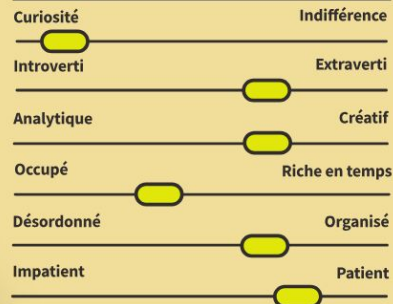 Curiosité Indifférence
Introverti Extraverti
Analytique Créatif
Occupé Riche en temps
Désordonné Organisé
Impatient Patient